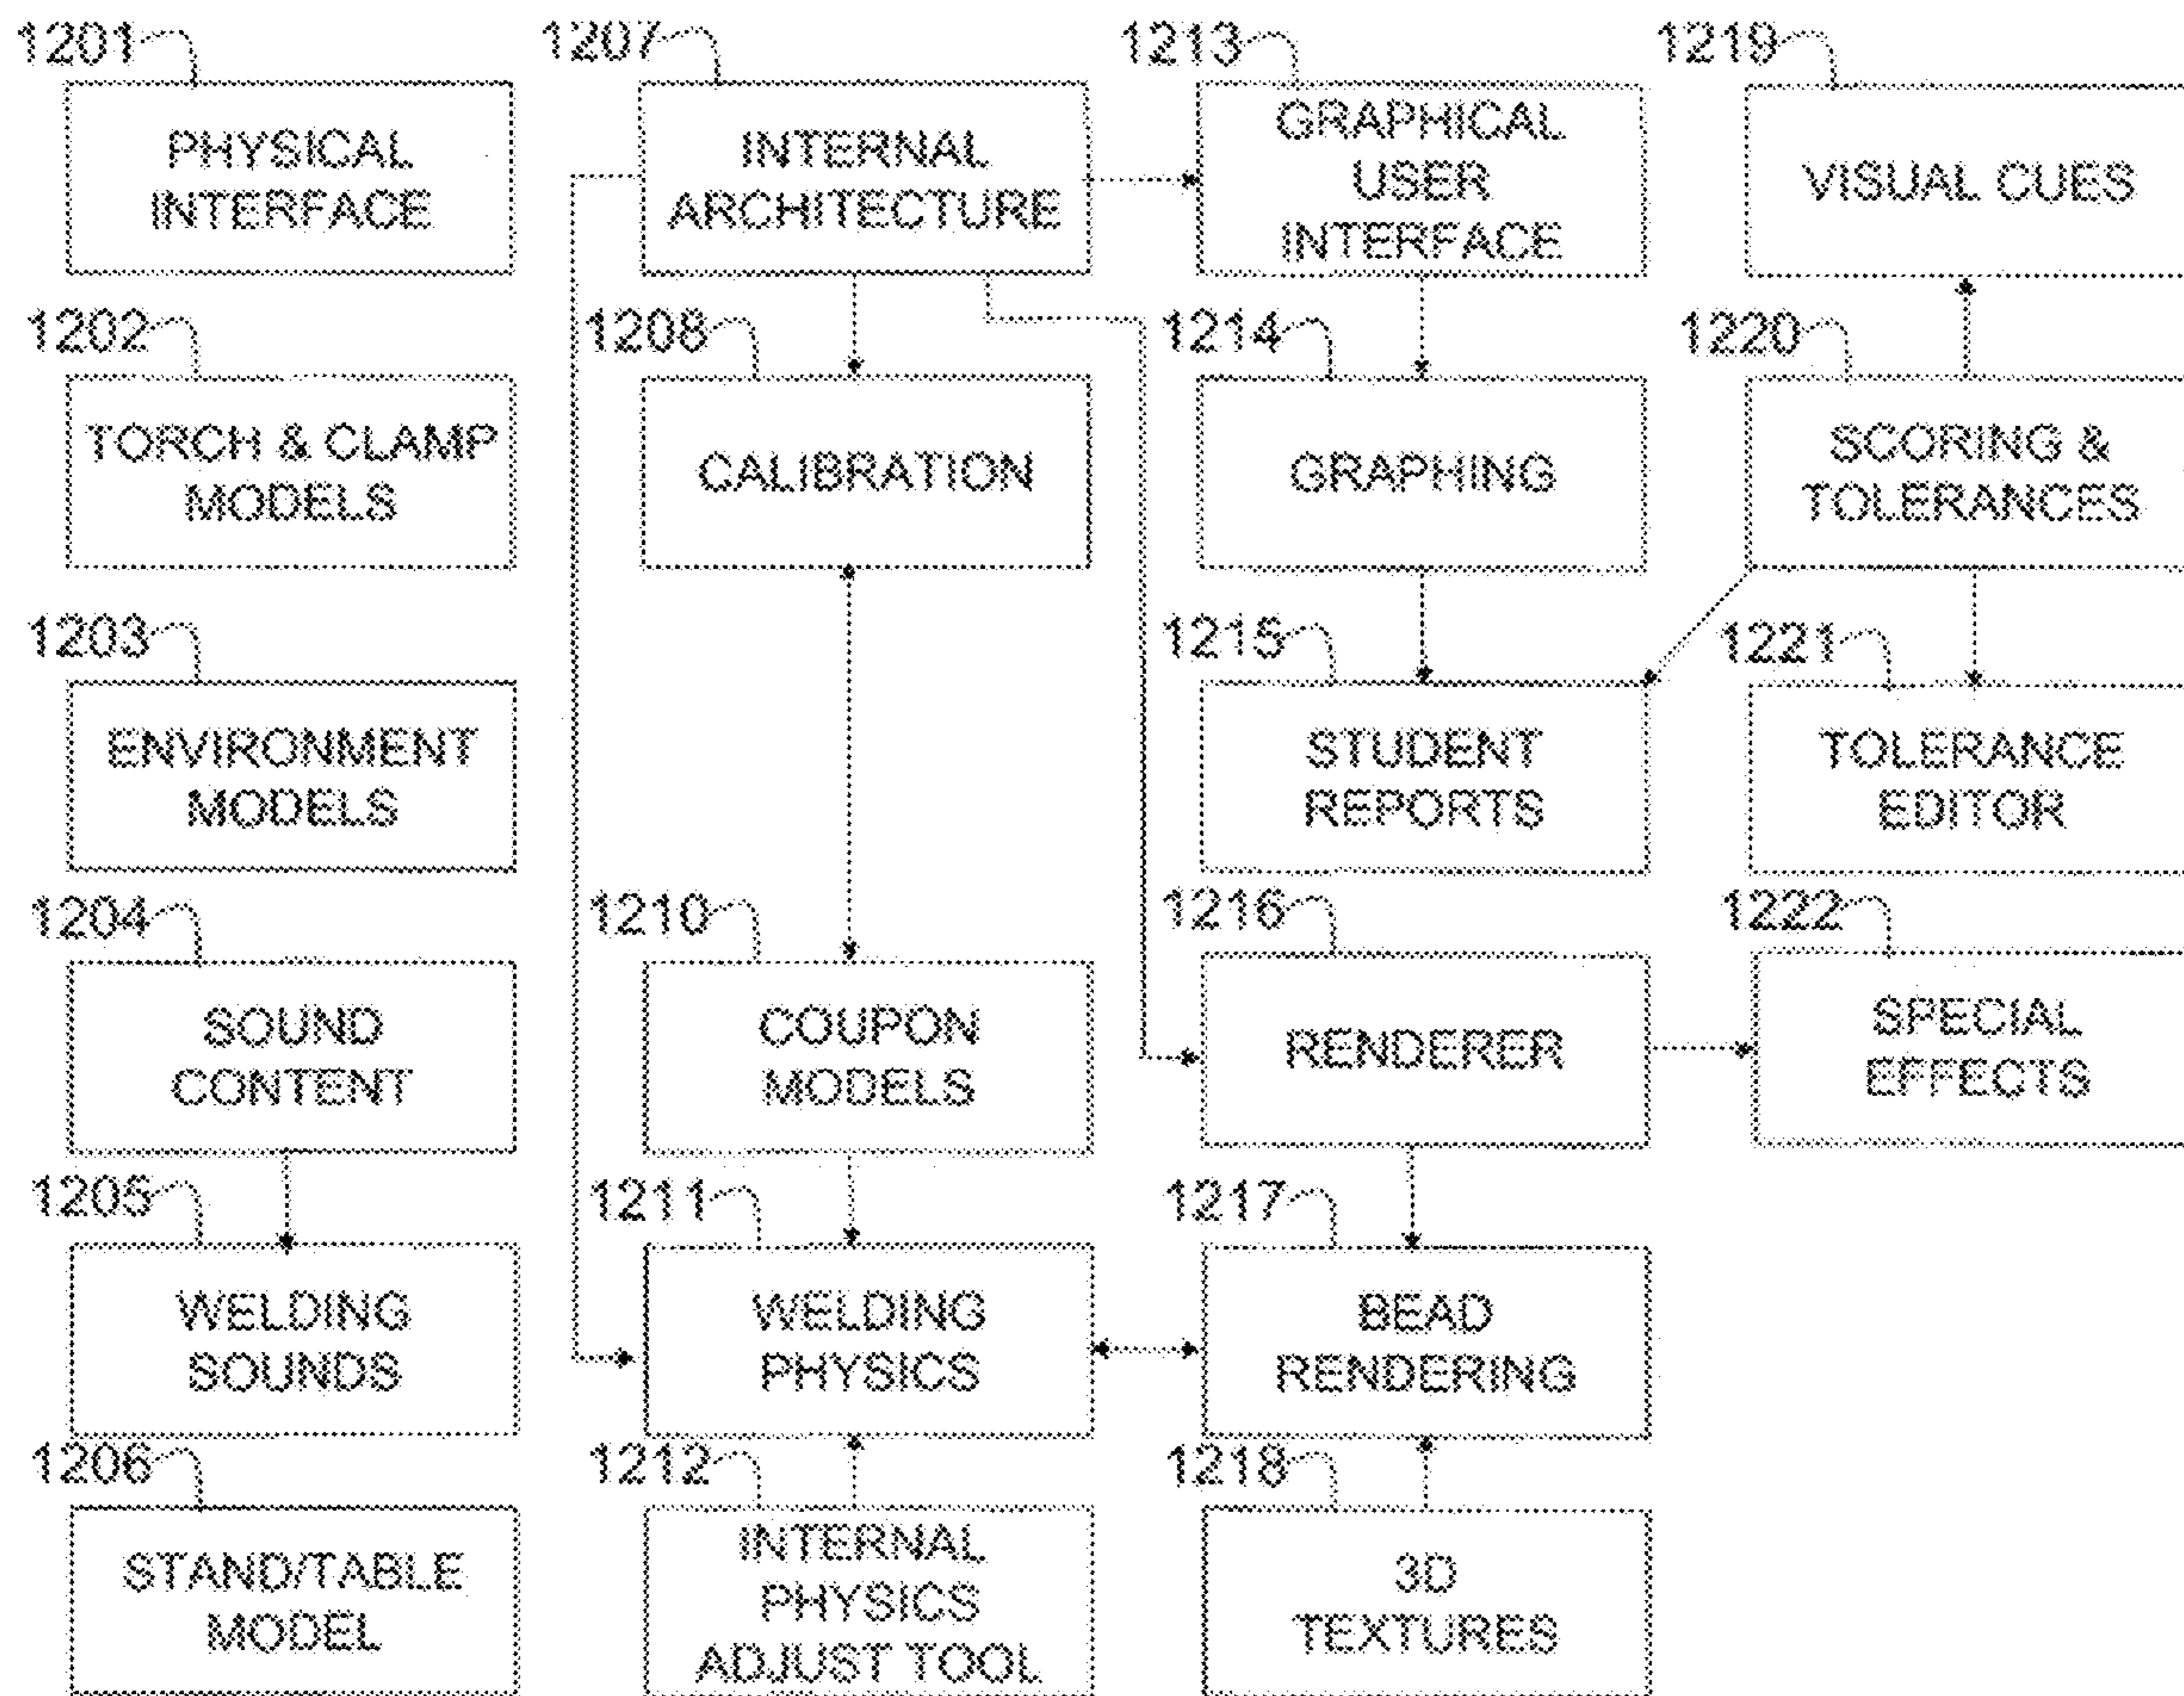 1201
PHYSICAL
INTERFACE
1202
TORCH & CLAMP
MODELS
1203
ENVIRONMENT
MODELS
1204
SOUND
CONTENT
1205
WELDING
SOUNDS
1206
STAND/TABLE
MODEL
1207
INTERNAL
ARCHITECTURE
1208
CALIBRATION
1210
COUPON
MODELS
1211
WELDING
PHYSICS
1212
INTERNAL
PHYSICS
ADJUST TOOL
1213
GRAPHICAL
USER
INTERFACE
1214
GRAPHING
1215
STUDENT
REPORTS
1216
RENDERER
1217
BEAD
RENDERING
1218
3D
TEXTURES
1219
VISUAL CUES
1220
SCORING &
TOLERANCES
1221
TOLERANCE
EDITOR
1222
SPECIAL
EFFECTS